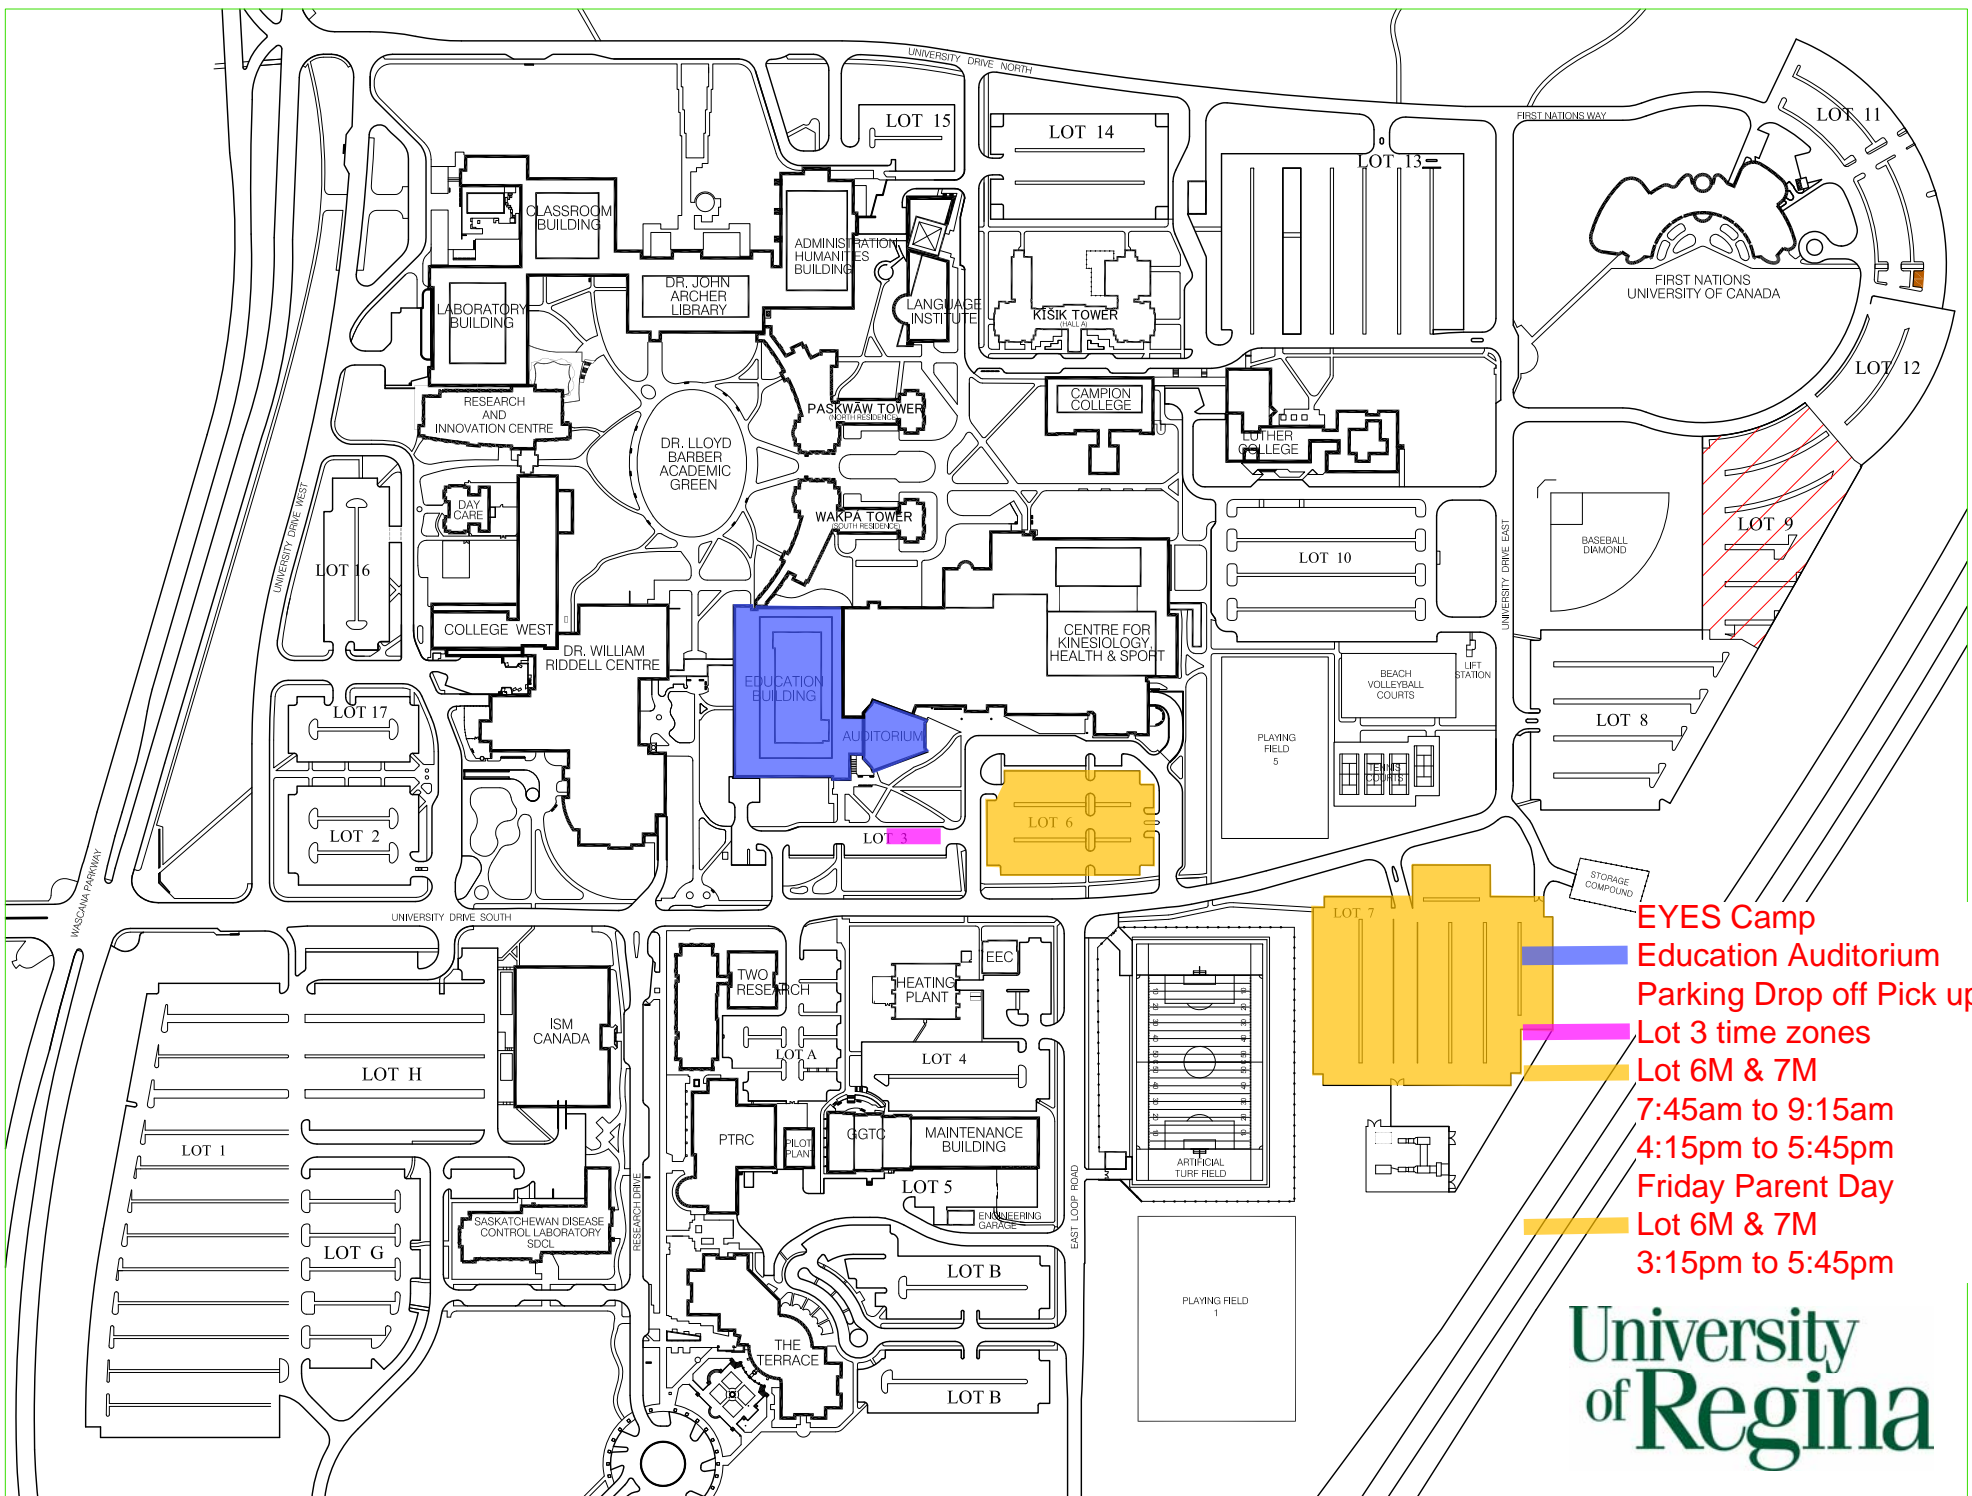 UNIVERSITY DRIVE NORTH
FIRST NATIONS WAY
LOT 11
LOT 15
LOT 14
LOT 13
CLASSROOM
BUILDING
ADMINISTRATION
HUMANITIES
BUILDING
DR. JOHN
ARCHER
LIBRARY
LABORATORY
BUILDING
LANGUAGE
INSTITUTE
KĪŠIK TOWER
(HALL A)
FIRST NATIONS
UNIVERSITY OF CANADA
LOT 12
RESEARCH
AND
INNOVATION CENTRE
PASKWĀW TOWER
(NORTH RESIDENCE)
CAMPION
COLLEGE
LUTHER
COLLEGE
DR. LLOYD
BARBER
ACADEMIC
GREEN
DAY
CARE
WAKPÁ TOWER
(SOUTH RESIDENCE)
UNIVERSITY DRIVE WEST
LOT 16
LOT 10
UNIVERSITY DRIVE EAST
BASEBALL
DIAMOND
LOT 9
COLLEGE WEST
DR. WILLIAM
RIDDELL CENTRE
CENTRE FOR
KINESIOLOGY,
HEALTH & SPORT
EDUCATION
BUILDING
AUDITORIUM
BEACH
VOLLEYBALL
COURTS
LIFT
STATION
LOT 17
PLAYING
FIELD
5
TENNIS
COURTS
LOT 8
LOT 2
LOT 3
LOT 6
WASCANA PARKWAY
UNIVERSITY DRIVE SOUTH
STORAGE
COMPOUND
LOT 7
EYES Camp
Education Auditorium
Parking Drop off Pick up
Lot 3 time zones
Lot 6M & 7M
7:45am to 9:15am
4:15pm to 5:45pm
Friday Parent Day
Lot 6M & 7M
3:15pm to 5:45pm
TWO
RESEARCH
HEATING
PLANT
EEC
ISM
CANADA
LOT A
LOT 4
LOT H
LOT 1
PTRC
PILOT
PLANT
GGTC
MAINTENANCE
BUILDING
ARTIFICIAL
TURF FIELD
LOT 5
ENGINEERING
GARAGE
EAST LOOP ROAD
RESEARCH DRIVE
SASKATCHEWAN DISEASE
CONTROL LABORATORY
SDCL
LOT G
LOT B
PLAYING FIELD
1
THE
TERRACE
LOT B
University
of Regina